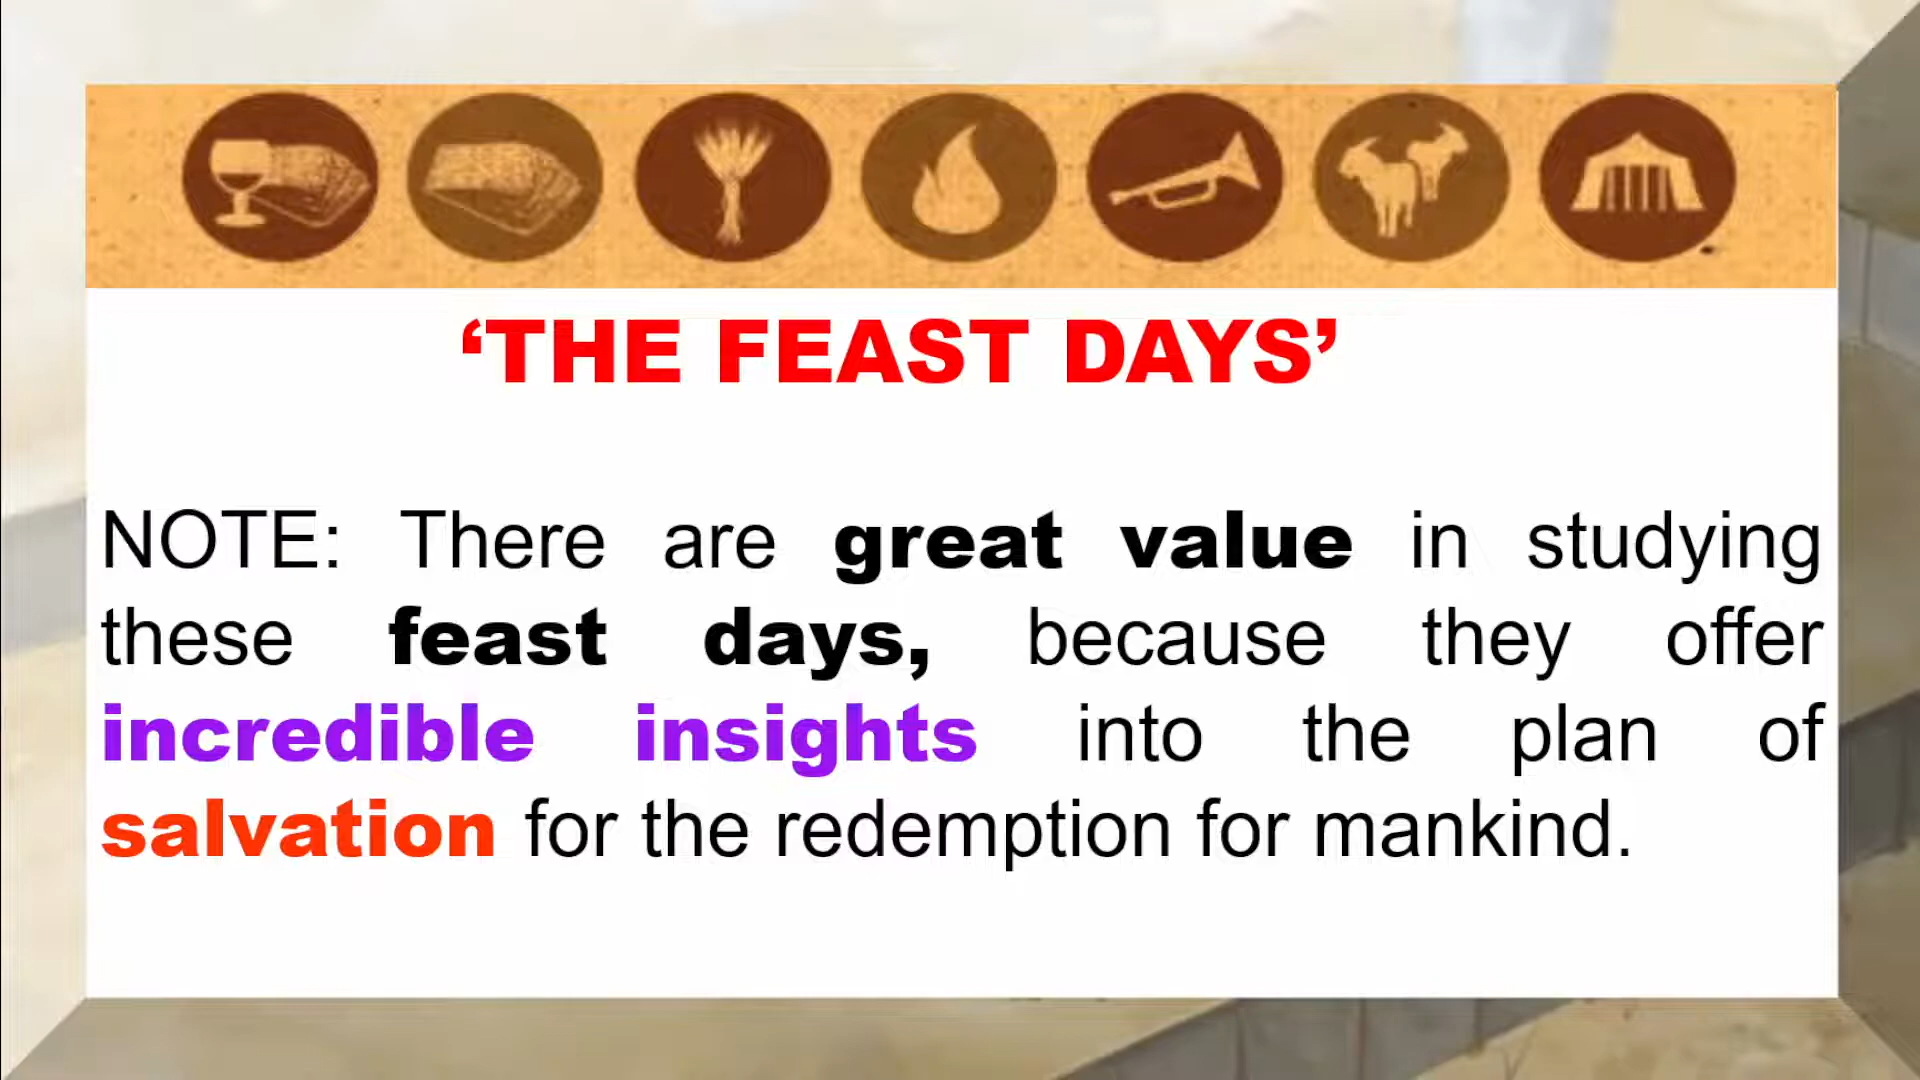 ‘THE FEAST DAYS’
NOTE: There are great value in studying
these feast days, because they offer
incredible insights into the plan of
salvation for the redemption for mankind.